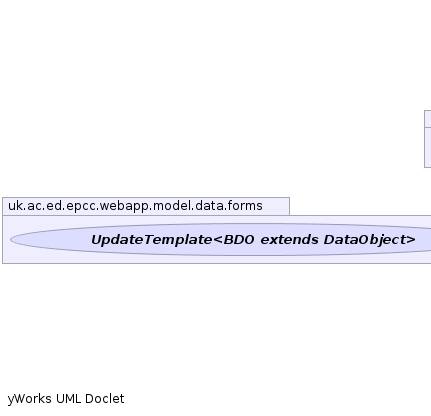 uk.ac.ed.epcc.webapp.model.data.forms
UpdateTemplate<BDO extends DataObject>
yWorks UML Doclet